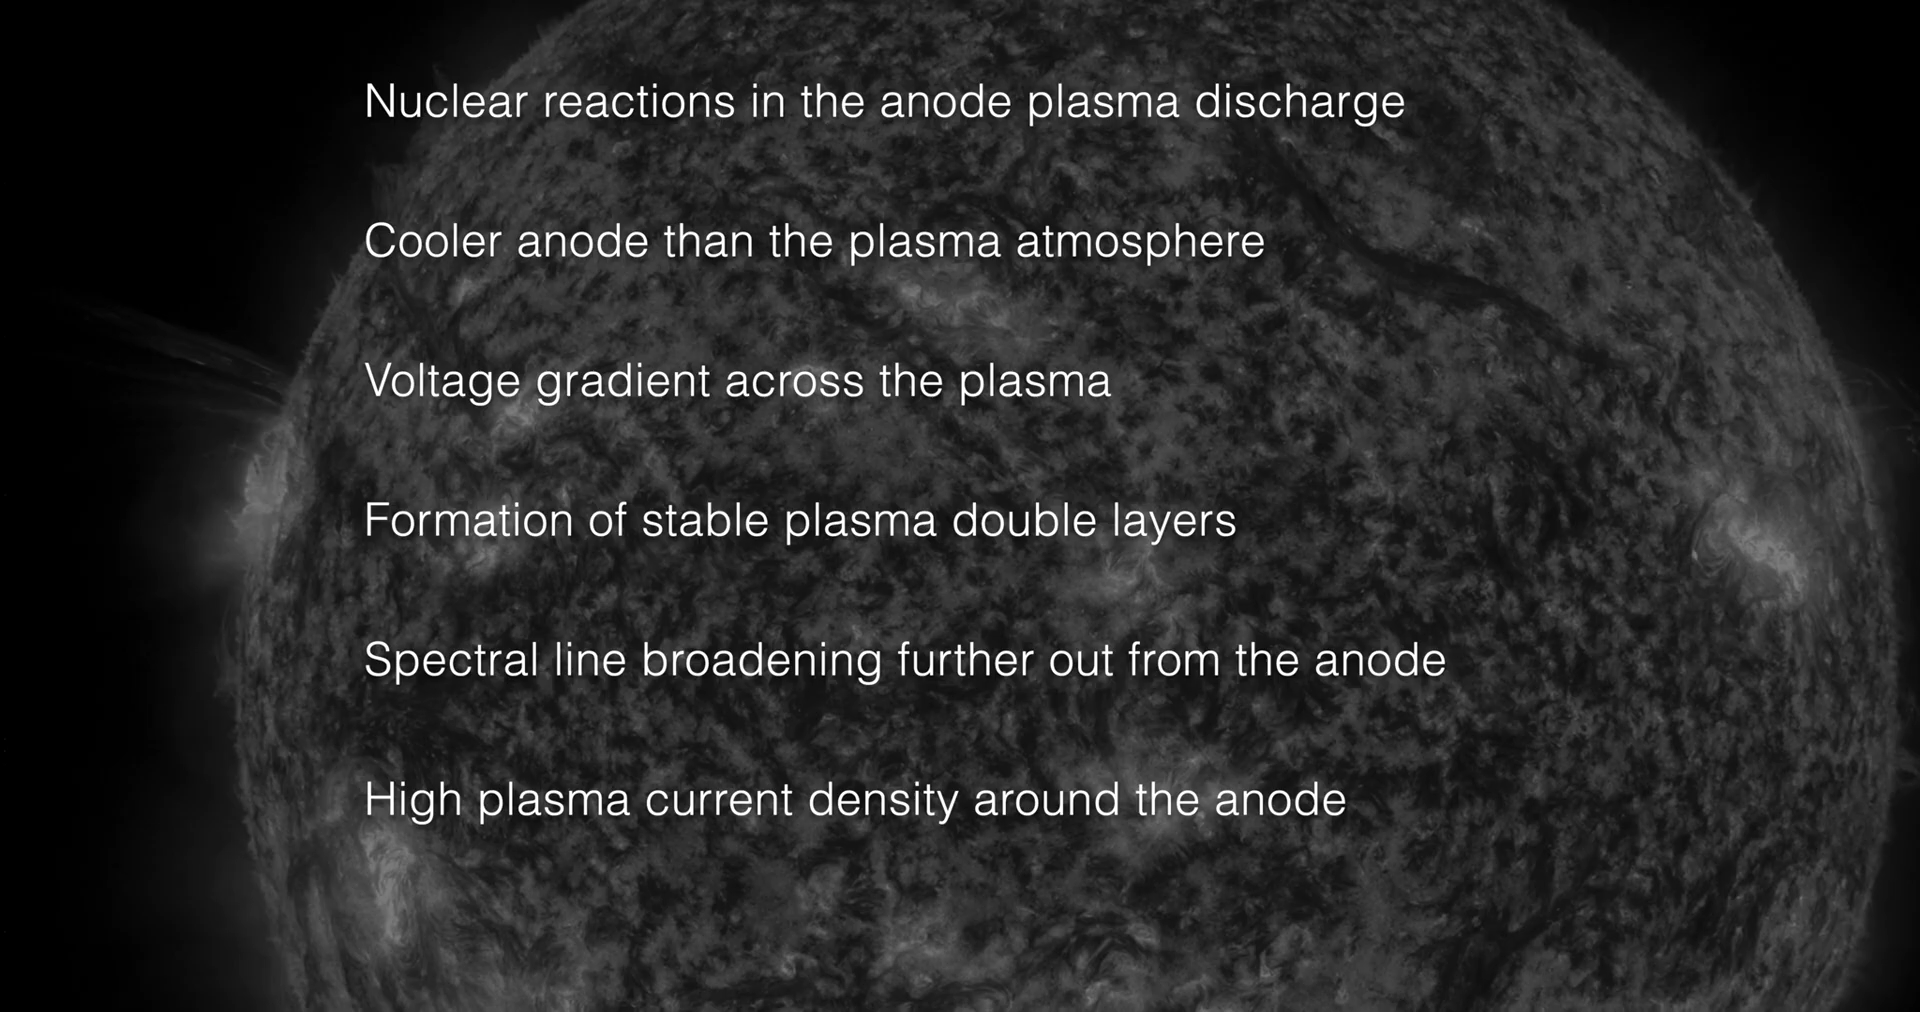 Nuclear reactions in the anode plasma discharge
Cooler anode than the plasma atmosphere
Voltage gradient across the plasma
Formation of stable plasma double layers
Spectral line broadening further out from the anode
High plasma current density around the anode